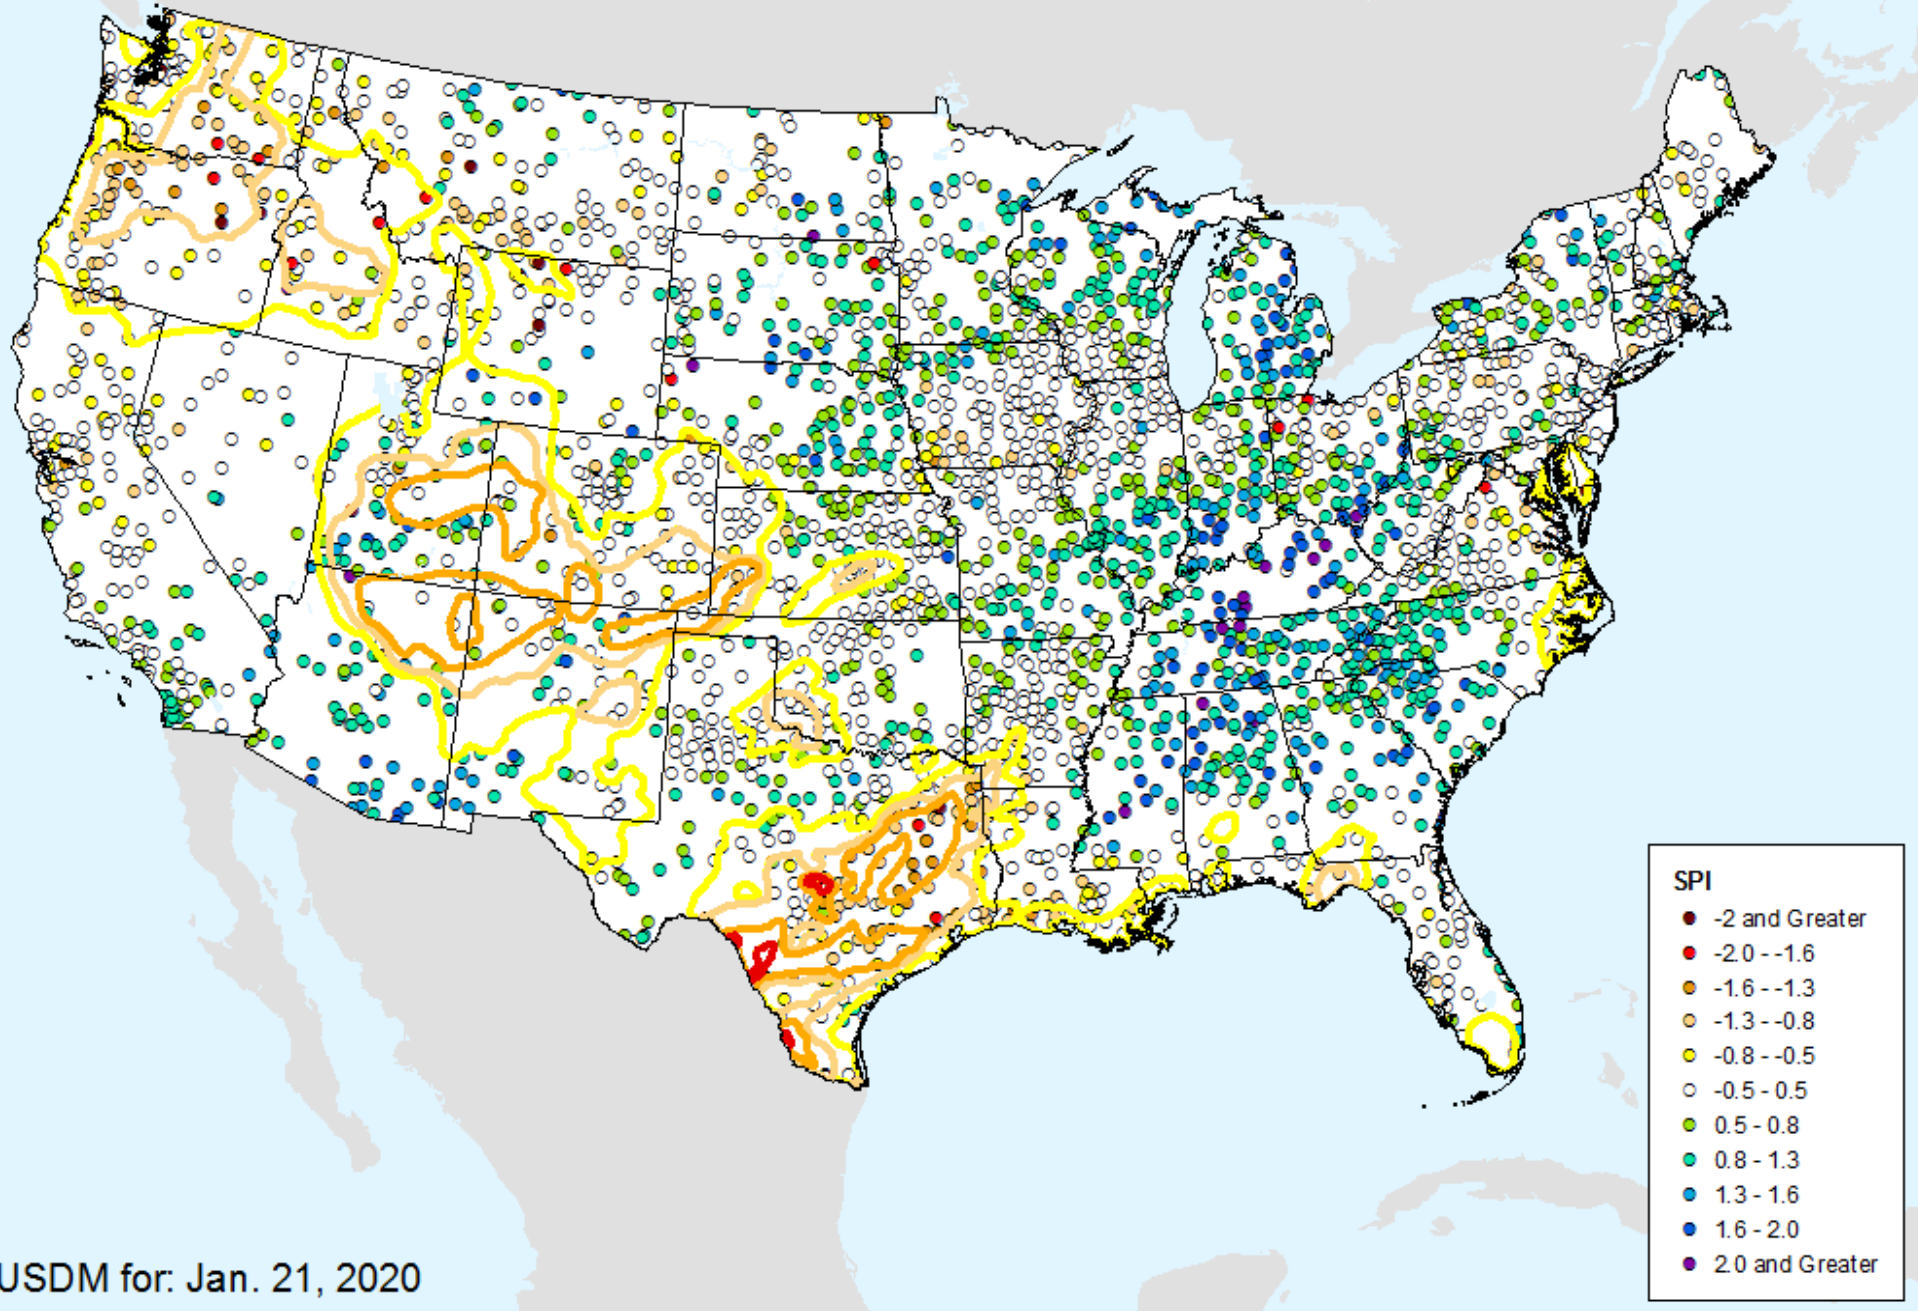 SPI
-2 and Greater
-2.0 - -1.6
-1.6 - -1.3
-1.3 - -0.8
-0.8 - -0.5
-0.5 - 0.5
0.5 - 0.8
0.8 - 1.3
1.3 - 1.6
1.6 - 2.0
2.0 and Greater
USDM for: Jan. 21, 2020